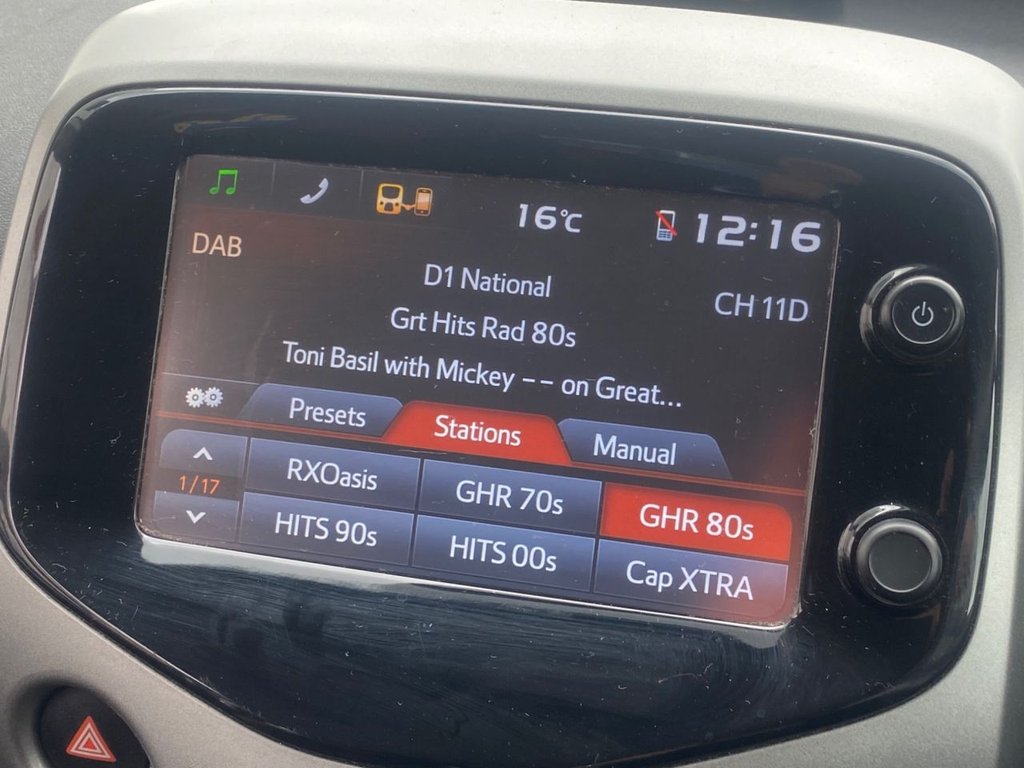 16°C
12:16
DAB
D1 National
CH 11D
Grt Hits Rad 80s
Toni Basil with Mickey -- on Great...
Presets
Stations
Manual
1/17
RXOasis
GHR 70s
GHR 80s
HITS 90s
HITS 00s
Cap XTRA